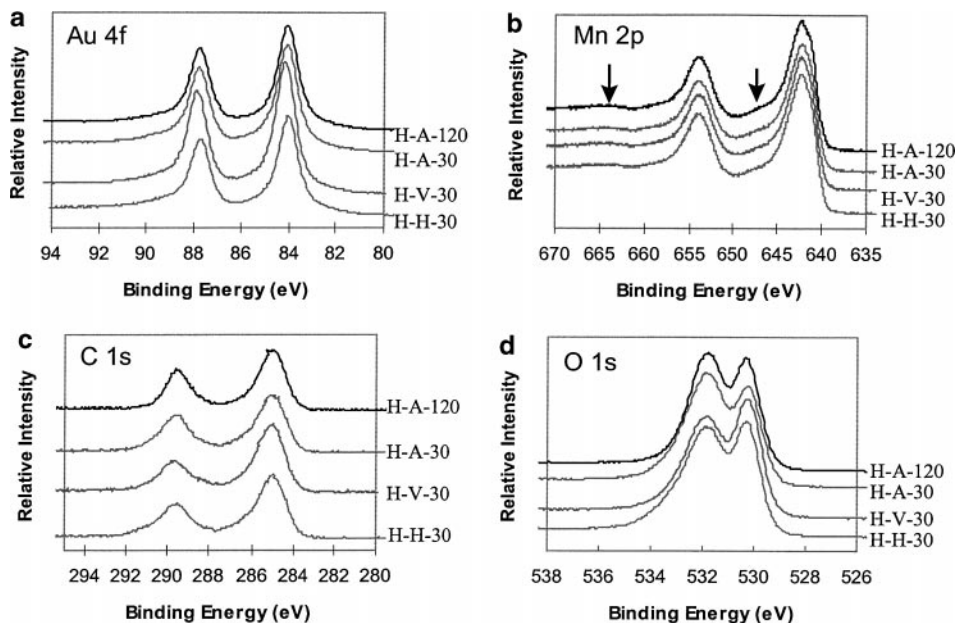 a
Au 4f
Relative Intensity
H-A-120
H-A-30
H-V-30
H-H-30
94 92 90 88 86 84 82 80
Binding Energy (eV)
b
Mn 2p
Relative Intensity
H-A-120
H-A-30
H-V-30
H-H-30
670 665 660 655 650 645 640 635
Binding Energy (eV)
c
C 1s
Relative Intensity
H-A-120
H-A-30
H-V-30
H-H-30
294 292 290 288 286 284 282 280
Binding Energy (eV)
d
O 1s
Relative Intensity
H-A-120
H-A-30
H-V-30
H-H-30
538 536 534 532 530 528 526
Binding Energy (eV)